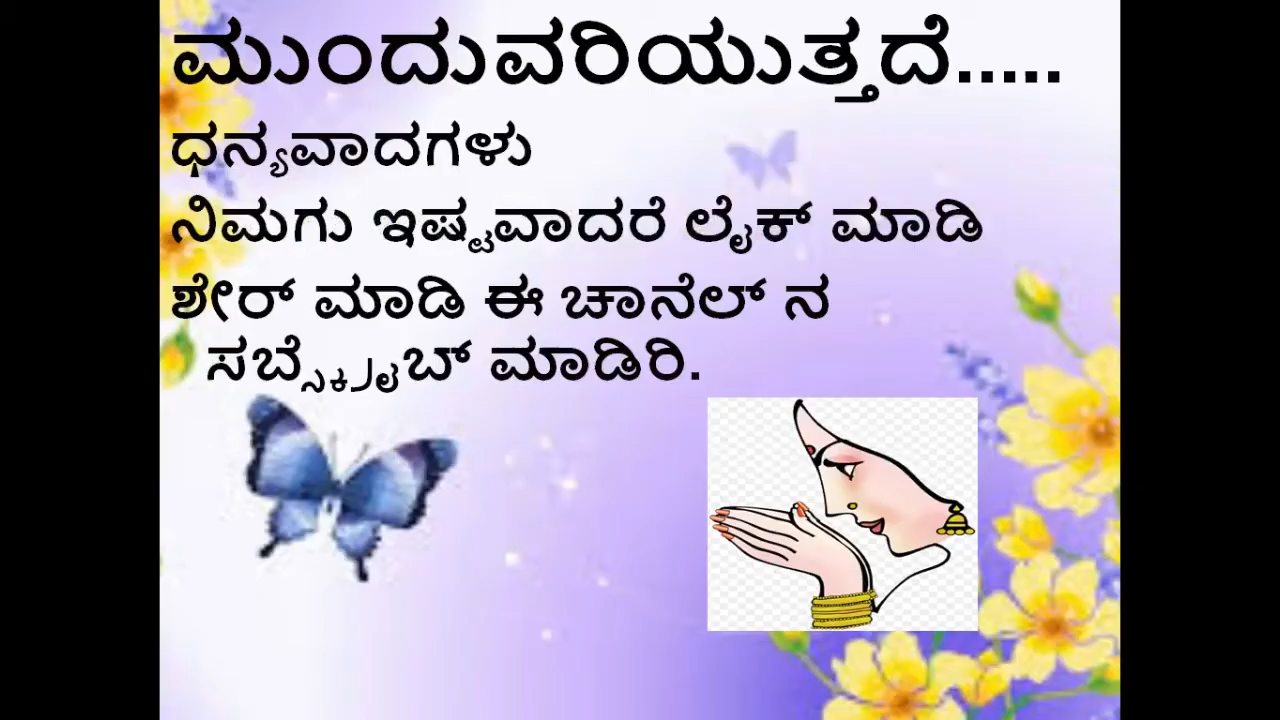 ಮುಂದುವರಿಯುತ್ತದೆ.....
ಧನ್ಯವಾದಗಳು
ನಿಮಗು ಇಷ್ಟವಾದರೆ ಲೈಕ್ ಮಾಡಿ
ಶೇರ್ ಮಾಡಿ ಈ ಚಾನೆಲ್ ನ
ಸಬ್ಸ್ಕ್ರೈಬ್ ಮಾಡಿರಿ.